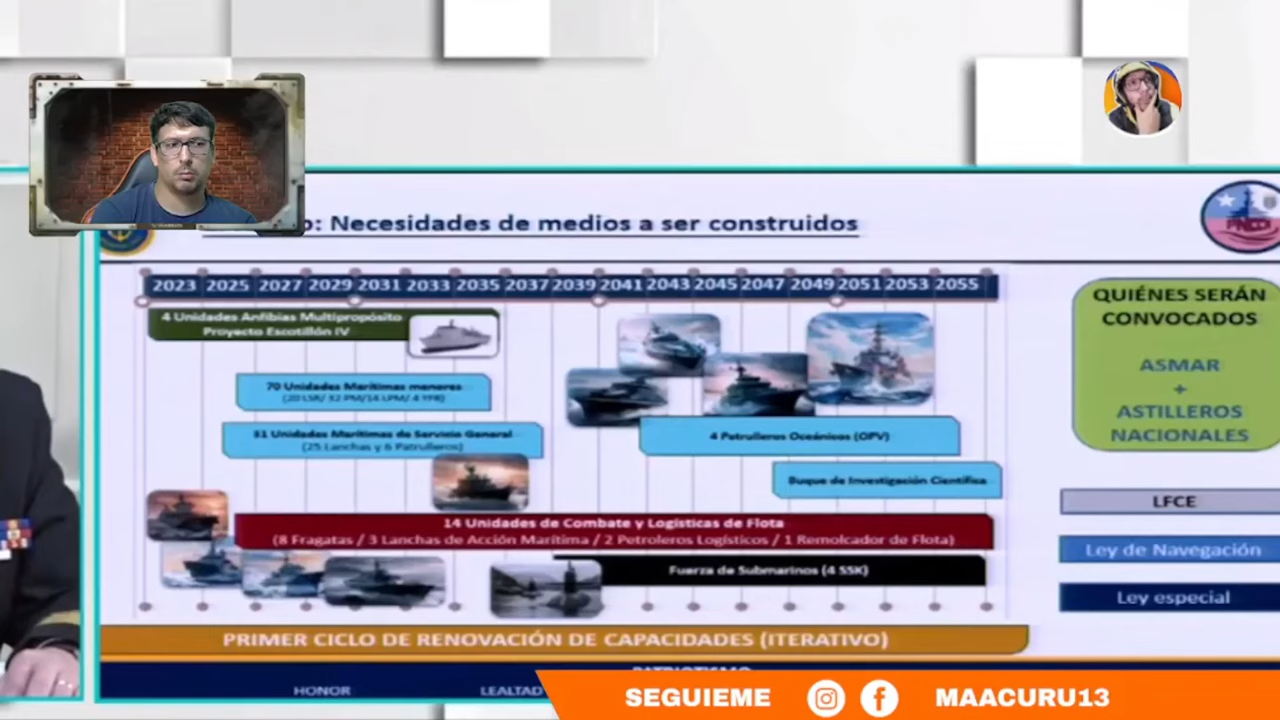 o: Necesidades de medios a ser construidos
2023 2025 2027 2029 2031 2033 2035 2037 2039 2041 2043 2045 2047 2049 2051 2053 2055
4 Unidades Anfibias Multipropósito
Proyecto Escotillón IV
70 Unidades Marítimas menores
31 Unidades Marítimas de Servicio General
(25 Lanchas y 6 Patrulleros)
4 Patrulleros Oceánicos (OPV)
Buque de Investigación Científica
14 Unidades de Combate y Logísticas de Flota
(8 Fragatas / 3 Lanchas de Acción Marítima / 2 Petroleros Logísticos / 1 Remolcador de Flota)
Fuerza de Submarinos (4 SSK)
PRIMER CICLO DE RENOVACIÓN DE CAPACIDADES (ITERATIVO)
QUIÉNES SERÁN
CONVOCADOS
ASMAR
+
ASTILLEROS
NACIONALES
LFCE
Ley de Navegación
Ley especial
PATRIOTISMO
HONOR LEALTAD
SEGUIEME MAACURU13